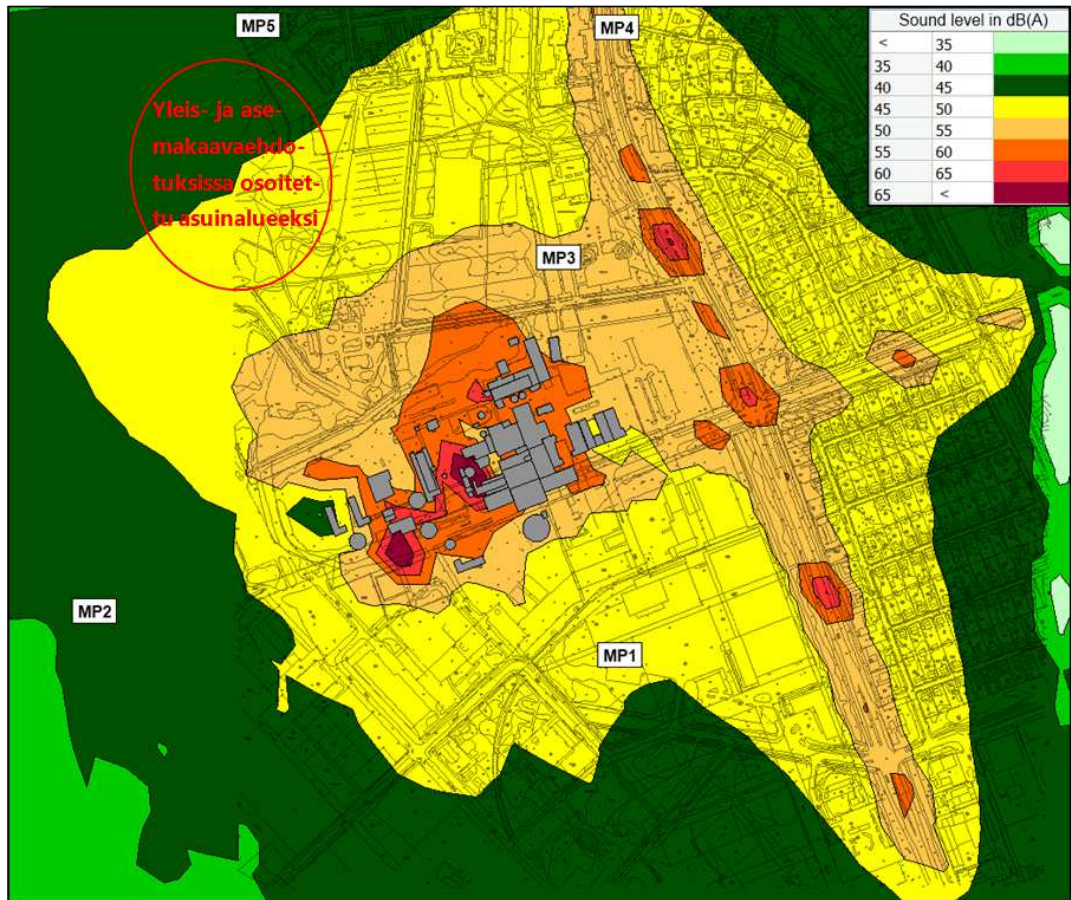 MP5
MP4
Sound level in dB(A)
< 35
35 40
40 45
45 50
50 55
55 60
60 65
65 <
Yleis- ja ase-
makaavaehdo-
tuksissa osoitet-
tu asuinalueeksi
MP3
MP2
MP1